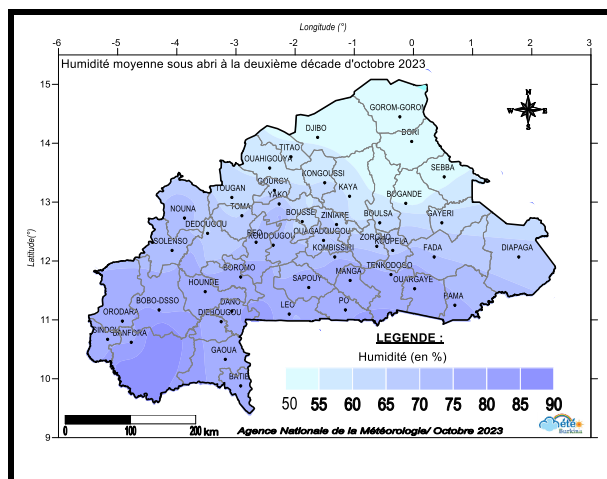 Longitude (°)
-6 -5 -4 -3 -2 -1 0 1 2 3
Humidité moyenne sous abri à la deuxième décade d'octobre 2023
15
GOROM-GOROM
N
W E
S
DJIBO
DORI
14
TITAO
OUAHIGOUYA
SEBBA
KONGOUSSI
GOURCY
TOUGAN
KAYA
BOGANDE
YAKO
13
NOUNA
TOMA
BOUSSE
ZINIARE
BOULSA
GAYERI
DEDOUGOU
OUAGADOUGOU
REO
KOUDOUGOU
ZORGHO
KOUPELA
SOLENSO
KOMBISSIRI
FADA
DIAPAGA
Latitude(°)
12
BOROMO
TENKODOGO
HOUNDE
SAPOUY
MANGA
OUARGAYE
BOBO-DSSO
DANO
LEO
PO
PAMA
ORODARA
DIEBOUGOU
11
SINDOU
BANFORA
LEGENDE :
GAOUA
Humidité (en %)
BATIE
10
50 55 60 65 70 75 80 85 90
0 100 200 km
Agence Nationale de la Météorologie/ Octobre 2023
été
Burkina
9